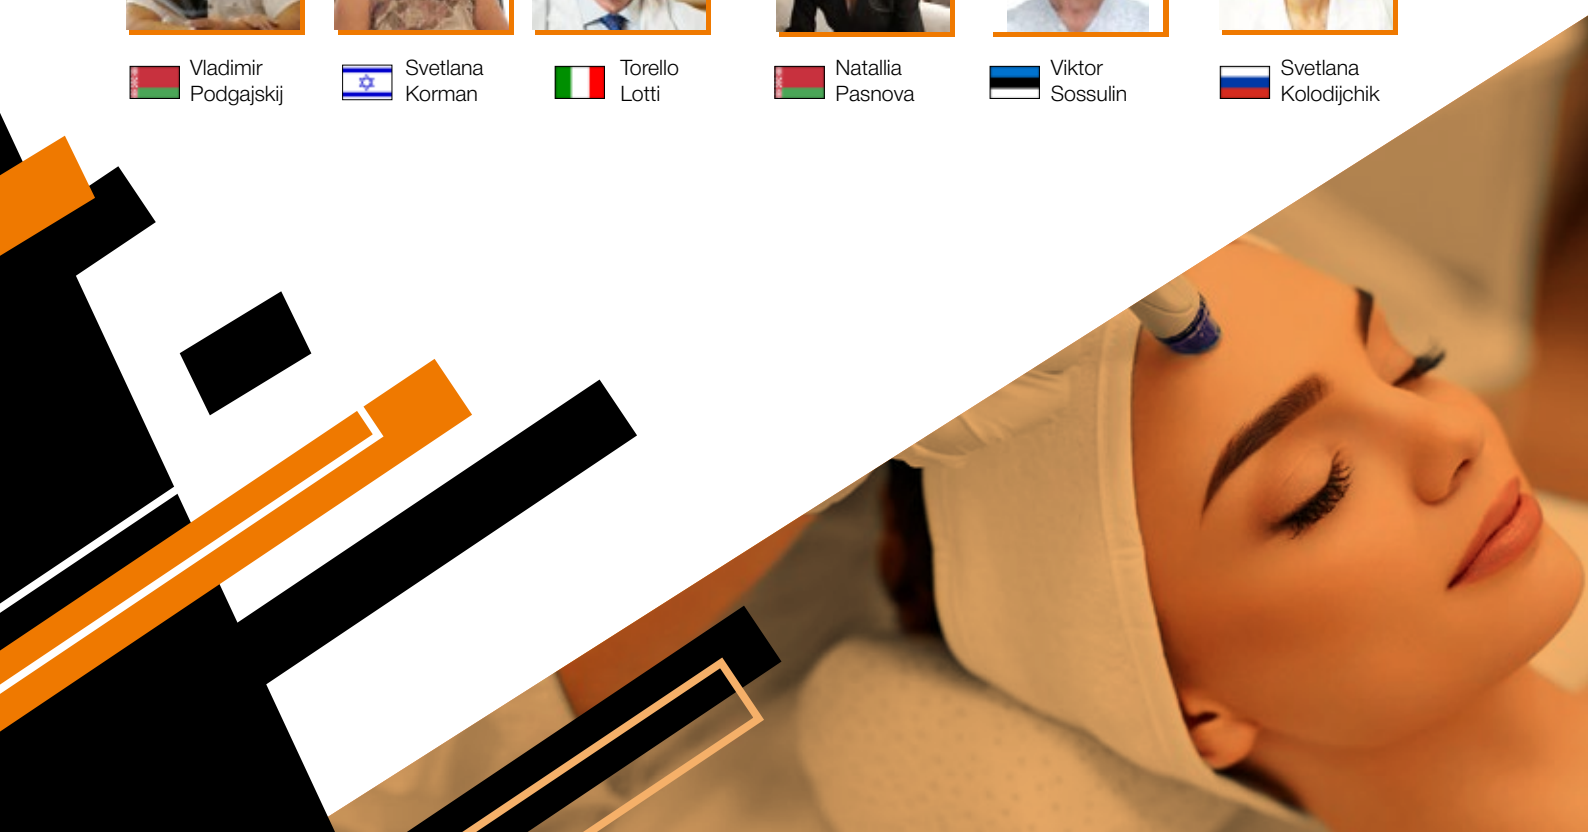 Vladimir
Podgajskij
Svetlana
Korman
Torello
Lotti
Natallia
Pasnova
Viktor
Sossulin
Svetlana
Kolodijchik